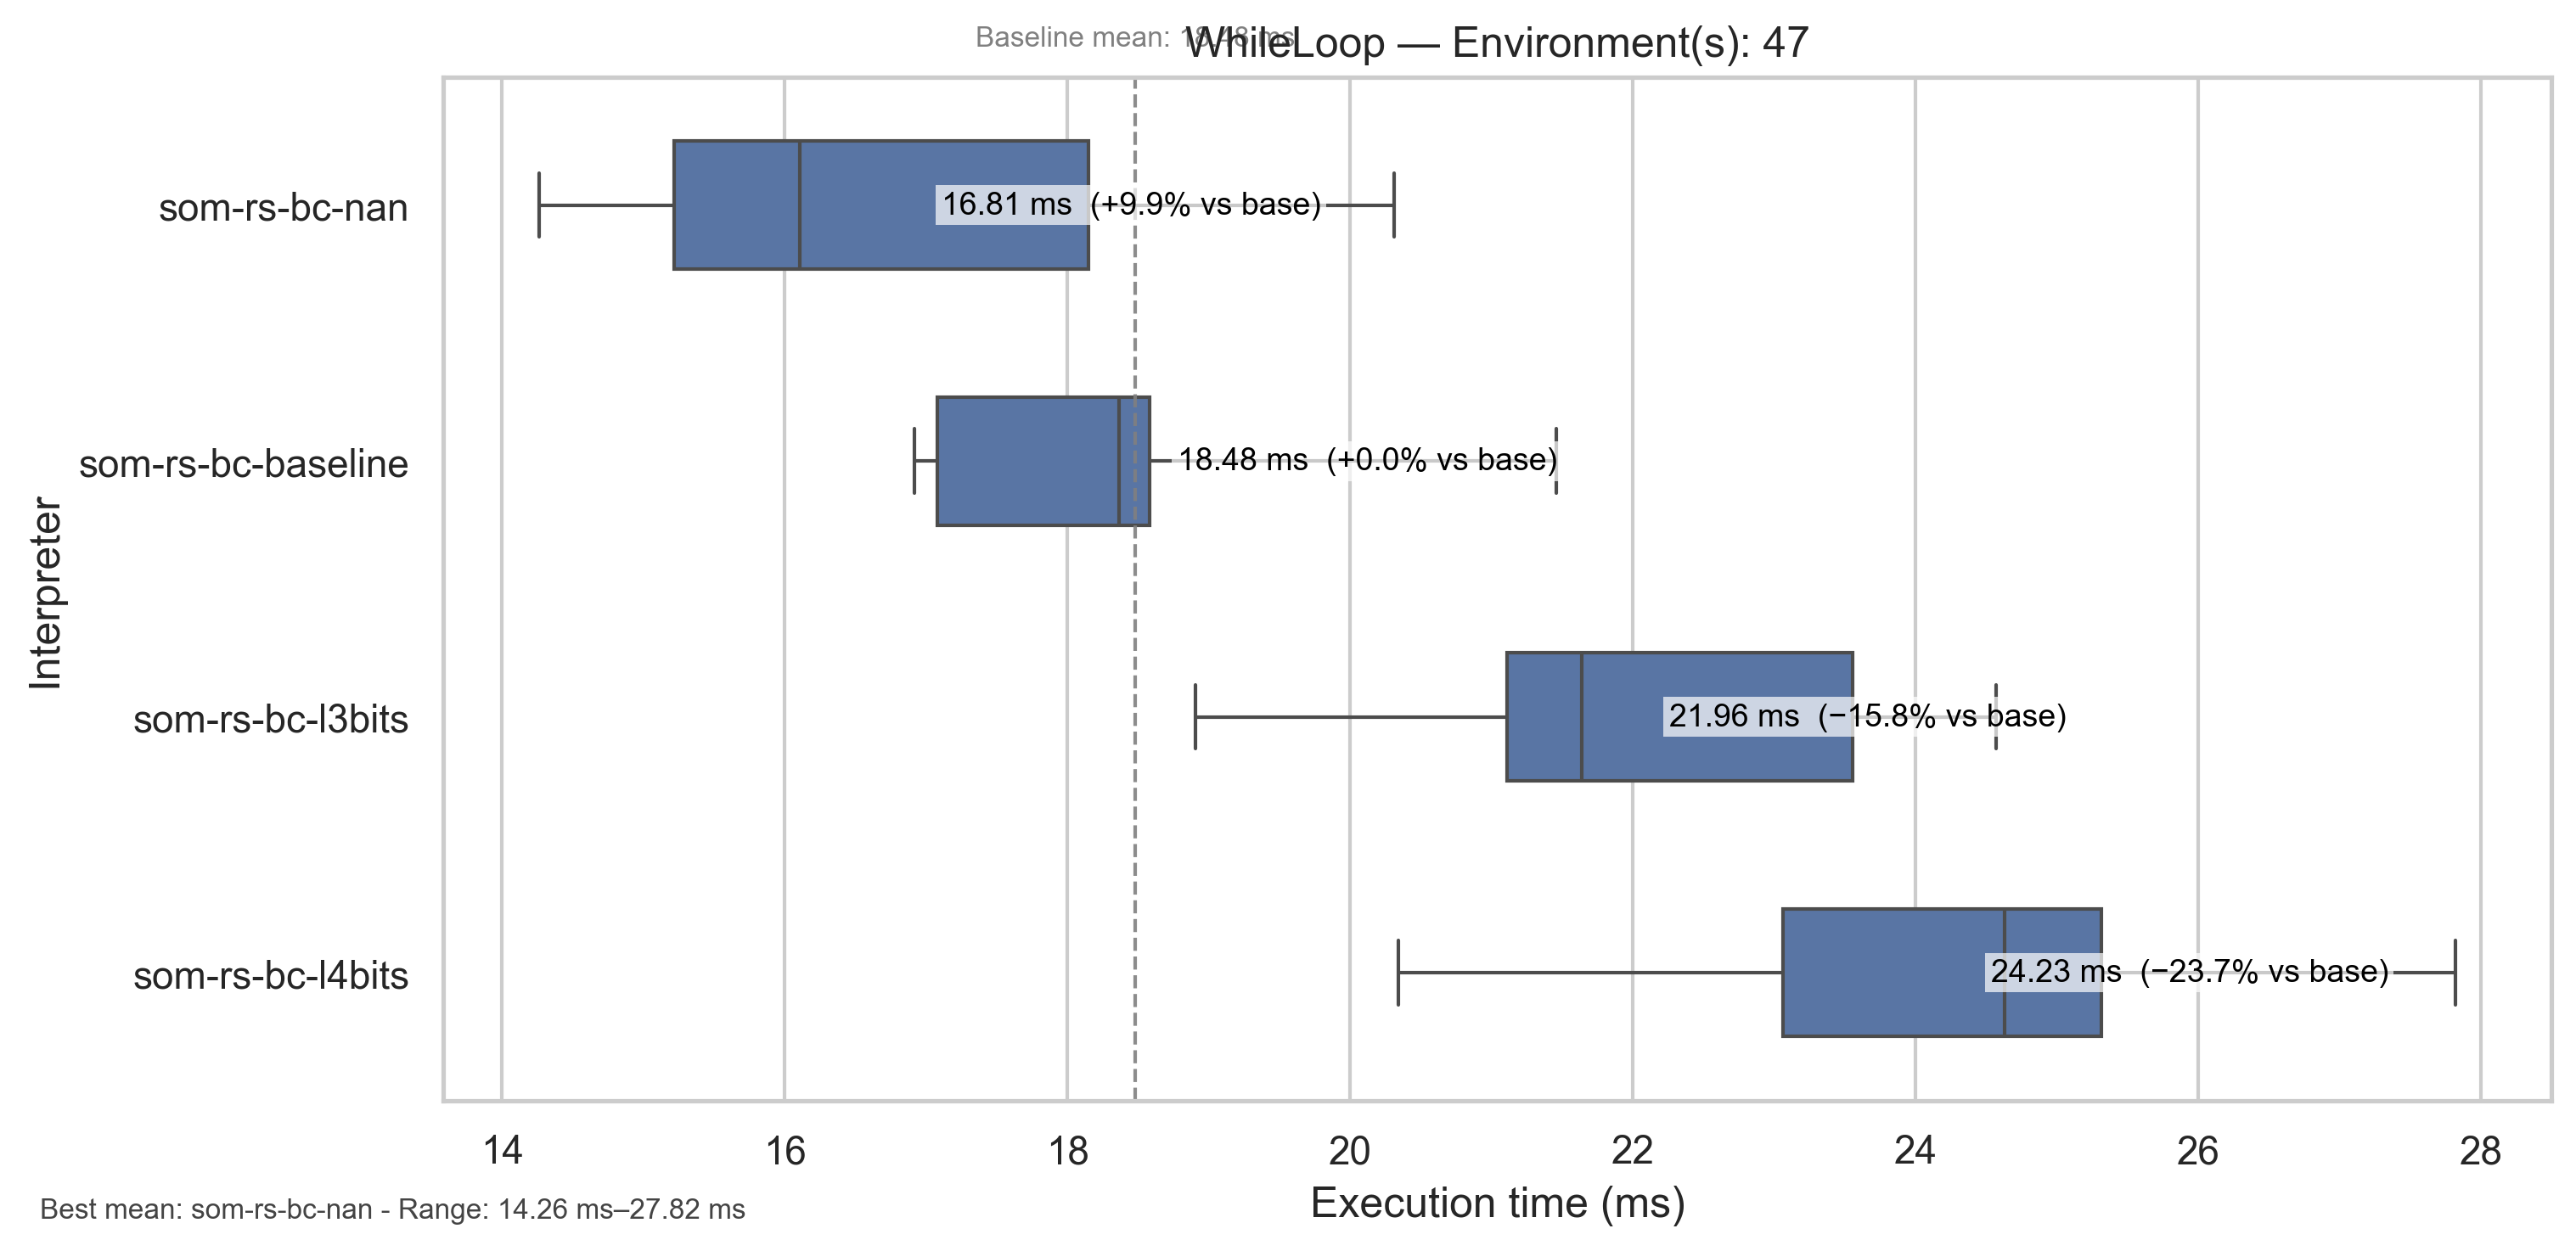 Baseline mean: 18.48 ms
WhileLoop — Environment(s): 47
som-rs-bc-nan
16.81 ms (+9.9% vs base)
som-rs-bc-baseline
18.48 ms (+0.0% vs base)
som-rs-bc-l3bits
21.96 ms (−15.8% vs base)
som-rs-bc-l4bits
24.23 ms (−23.7% vs base)
Interpreter
14 16 18 20 22 24 26 28
Execution time (ms)
Best mean: som-rs-bc-nan - Range: 14.26 ms–27.82 ms